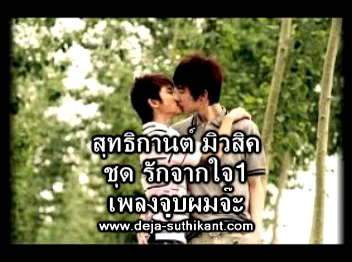 สุทธิกานต์ มิวสิค
ชุด รักจากใจ1
เพลงจูบผมจ๊ะ
www.deja-suthikant.com